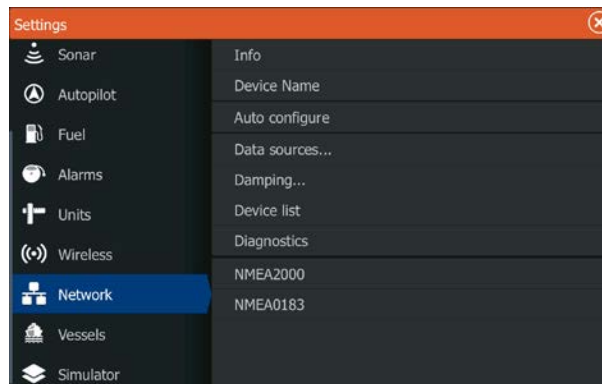 Settings
Sonar
Autopilot
Fuel
Alarms
Units
Wireless
Network
Vessels
Simulator
Info
Device Name
Auto configure
Data sources...
Damping...
Device list
Diagnostics
NMEA2000
NMEA0183